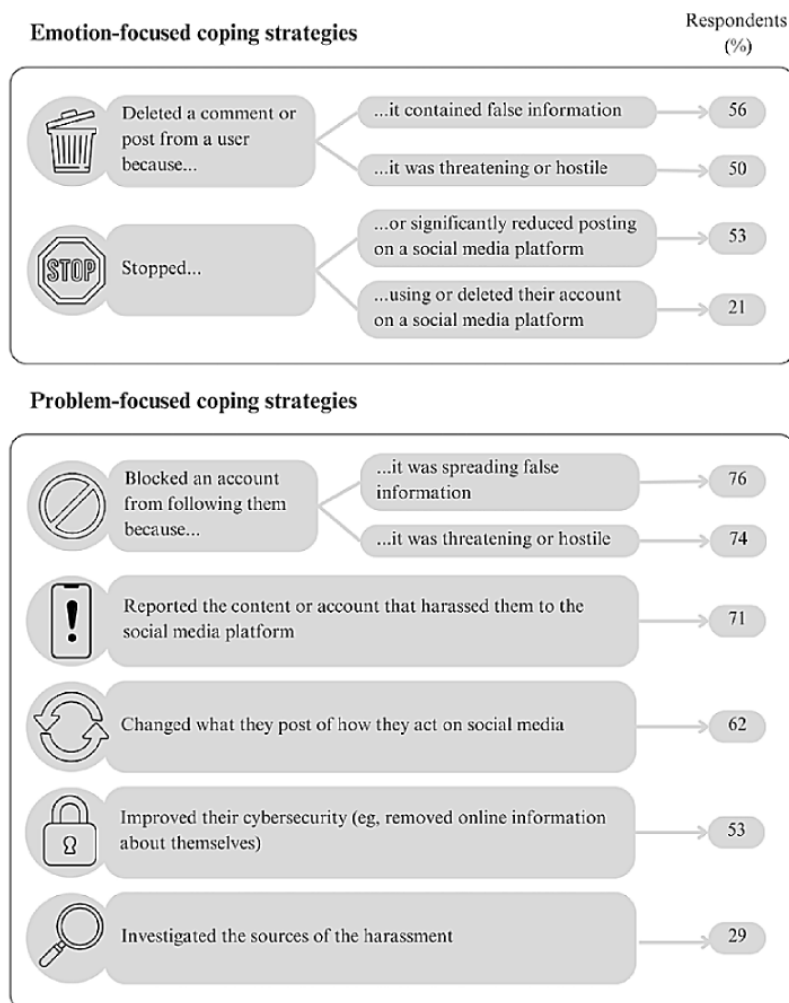 Emotion-focused coping strategies
Respondents
(%)
Deleted a comment or
post from a user
because...
...it contained false information
56
...it was threatening or hostile
50
STOP
Stopped...
...or significantly reduced posting
on a social media platform
53
...using or deleted their account
on a social media platform
21
Problem-focused coping strategies
Blocked an account
from following them
because...
...it was spreading false
information
76
...it was threatening or hostile
74
Reported the content or account that harassed them to the
social media platform
71
Changed what they post of how they act on social media
62
Improved their cybersecurity (eg, removed online information
about themselves)
53
Investigated the sources of the harassment
29